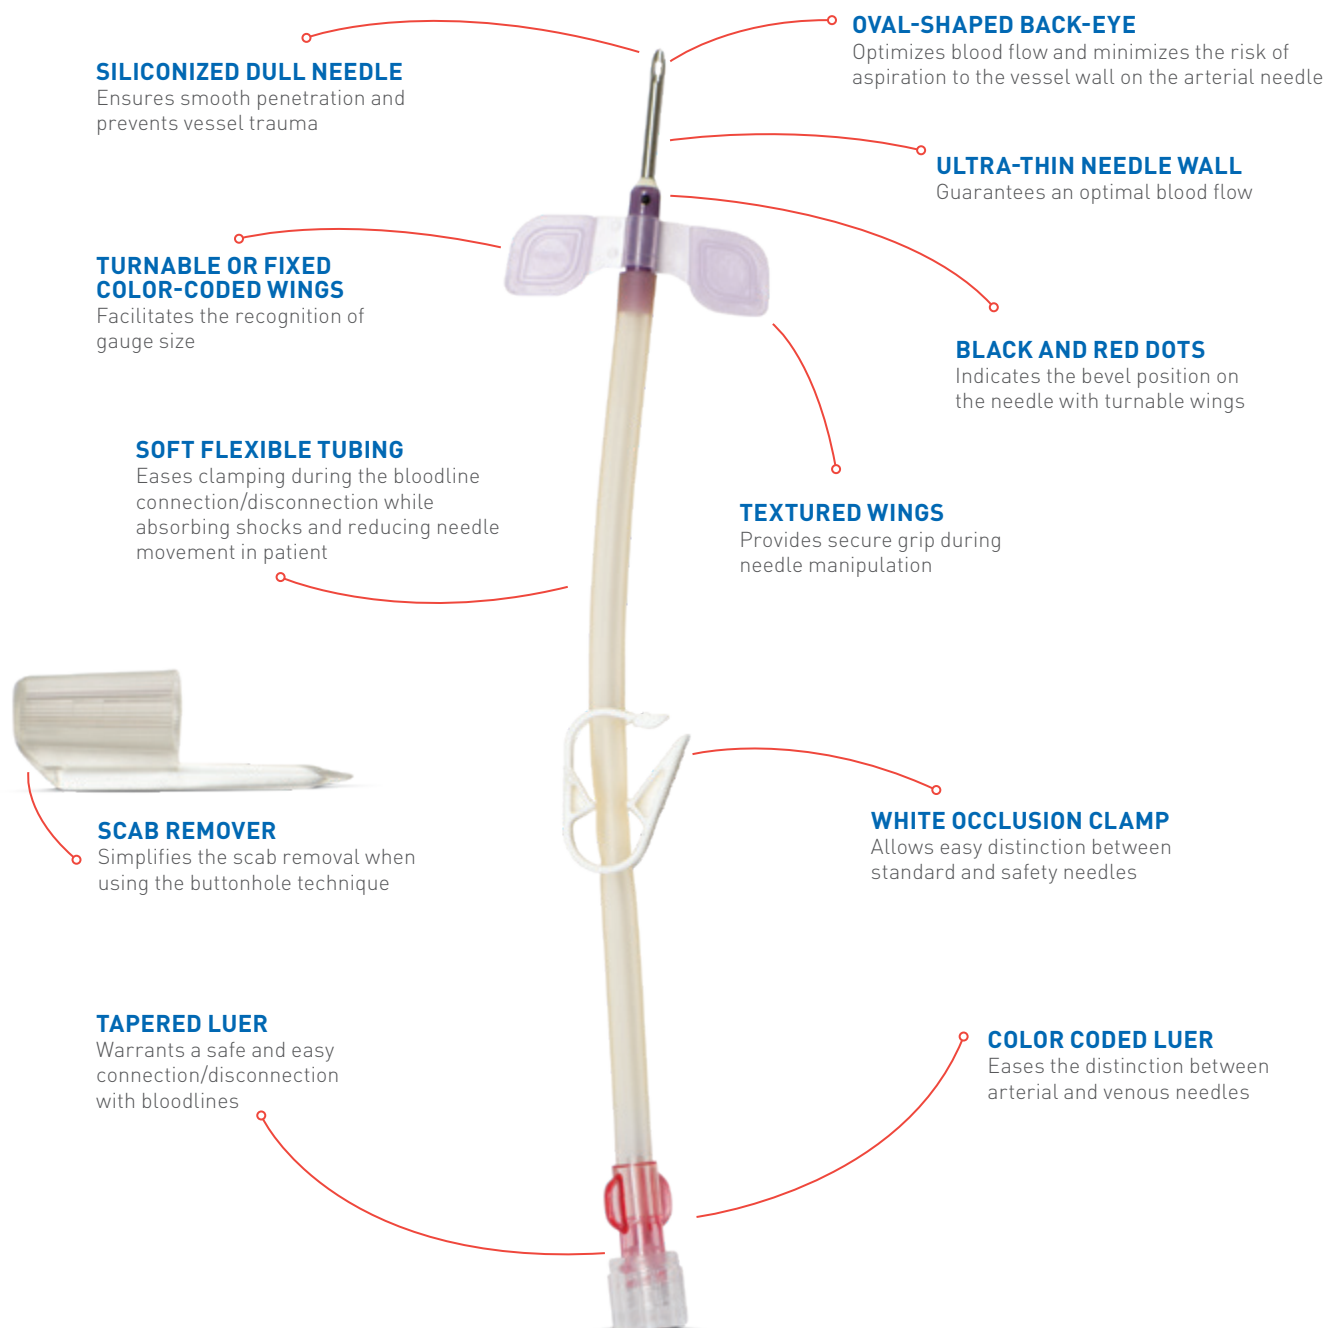 SILICONIZED DULL NEEDLE
Ensures smooth penetration and
prevents vessel trauma
OVAL-SHAPED BACK-EYE
Optimizes blood flow and minimizes the risk of
aspiration to the vessel wall on the arterial needle
ULTRA-THIN NEEDLE WALL
Guarantees an optimal blood flow
TURNABLE OR FIXED
COLOR-CODED WINGS
Facilitates the recognition of
gauge size
BLACK AND RED DOTS
Indicates the bevel position on
the needle with turnable wings
SOFT FLEXIBLE TUBING
Eases clamping during the bloodline
connection/disconnection while
absorbing shocks and reducing needle
movement in patient
TEXTURED WINGS
Provides secure grip during
needle manipulation
SCAB REMOVER
Simplifies the scab removal when
using the buttonhole technique
WHITE OCCLUSION CLAMP
Allows easy distinction between
standard and safety needles
TAPERED LUER
Warrants a safe and easy
connection/disconnection
with bloodlines
COLOR CODED LUER
Eases the distinction between
arterial and venous needles